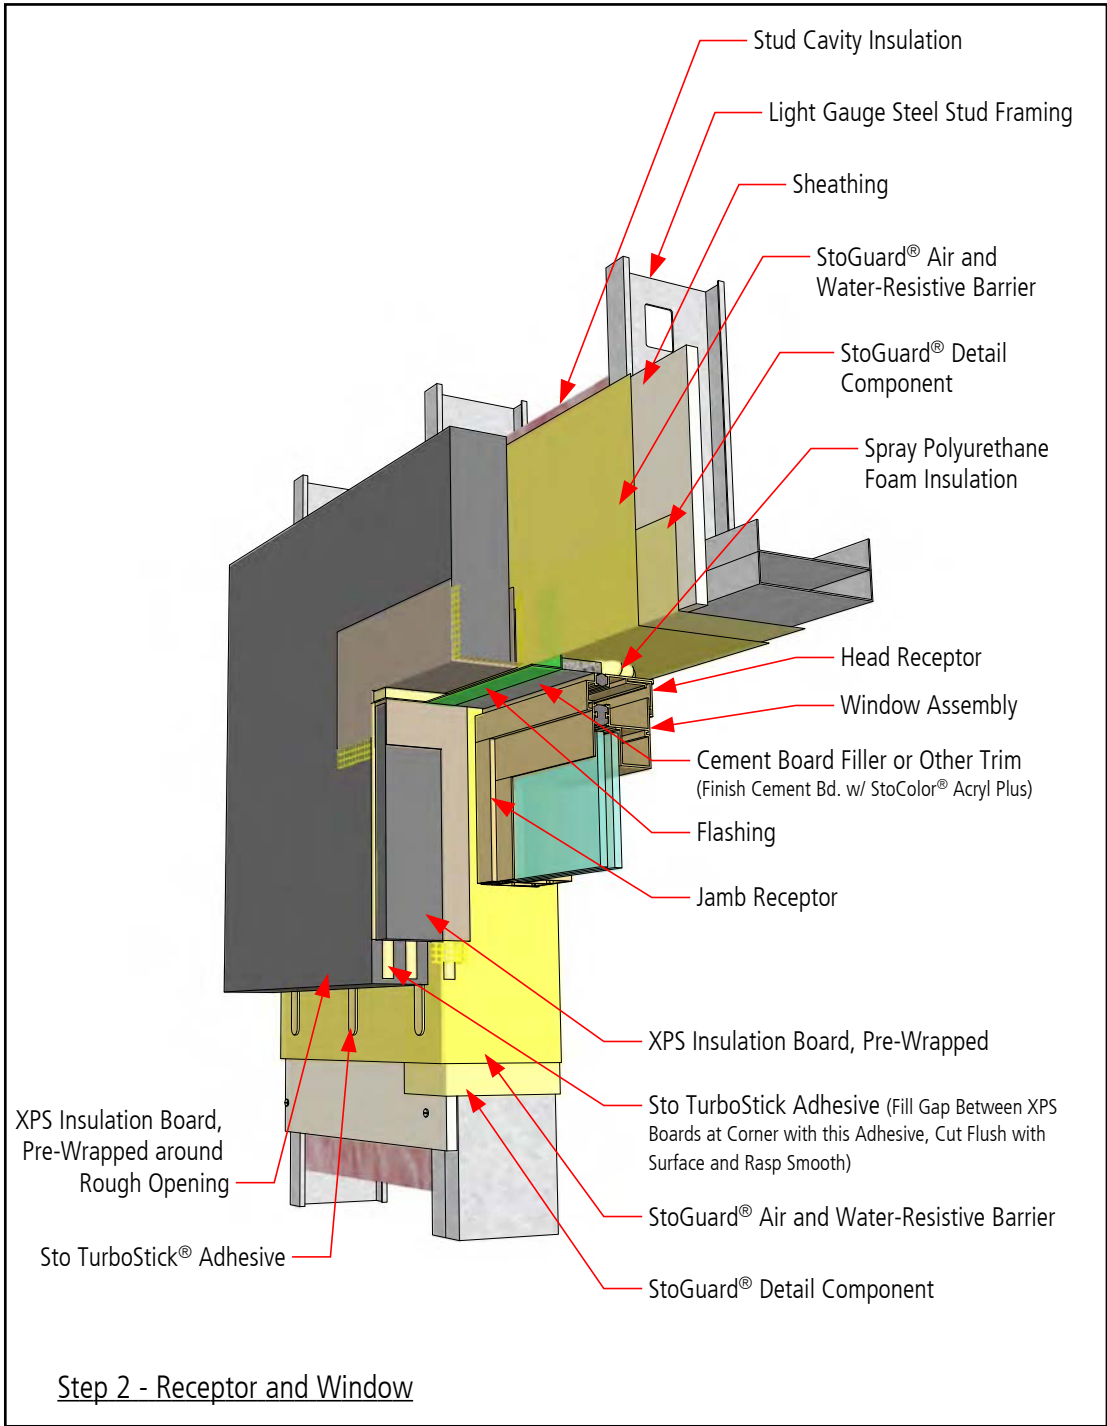 Stud Cavity Insulation
Light Gauge Steel Stud Framing
Sheathing
StoGuard® Air and
Water-Resistive Barrier
StoGuard® Detail
Component
Spray Polyurethane
Foam Insulation
Head Receptor
Window Assembly
Cement Board Filler or Other Trim
(Finish Cement Bd. w/ StoColor® Acryl Plus)
Flashing
Jamb Receptor
XPS Insulation Board, Pre-Wrapped
Sto TurboStick Adhesive (Fill Gap Between XPS
Boards at Corner with this Adhesive, Cut Flush with
Surface and Rasp Smooth)
StoGuard® Air and Water-Resistive Barrier
StoGuard® Detail Component
XPS Insulation Board,
Pre-Wrapped around
Rough Opening
Sto TurboStick® Adhesive
Step 2 - Receptor and Window